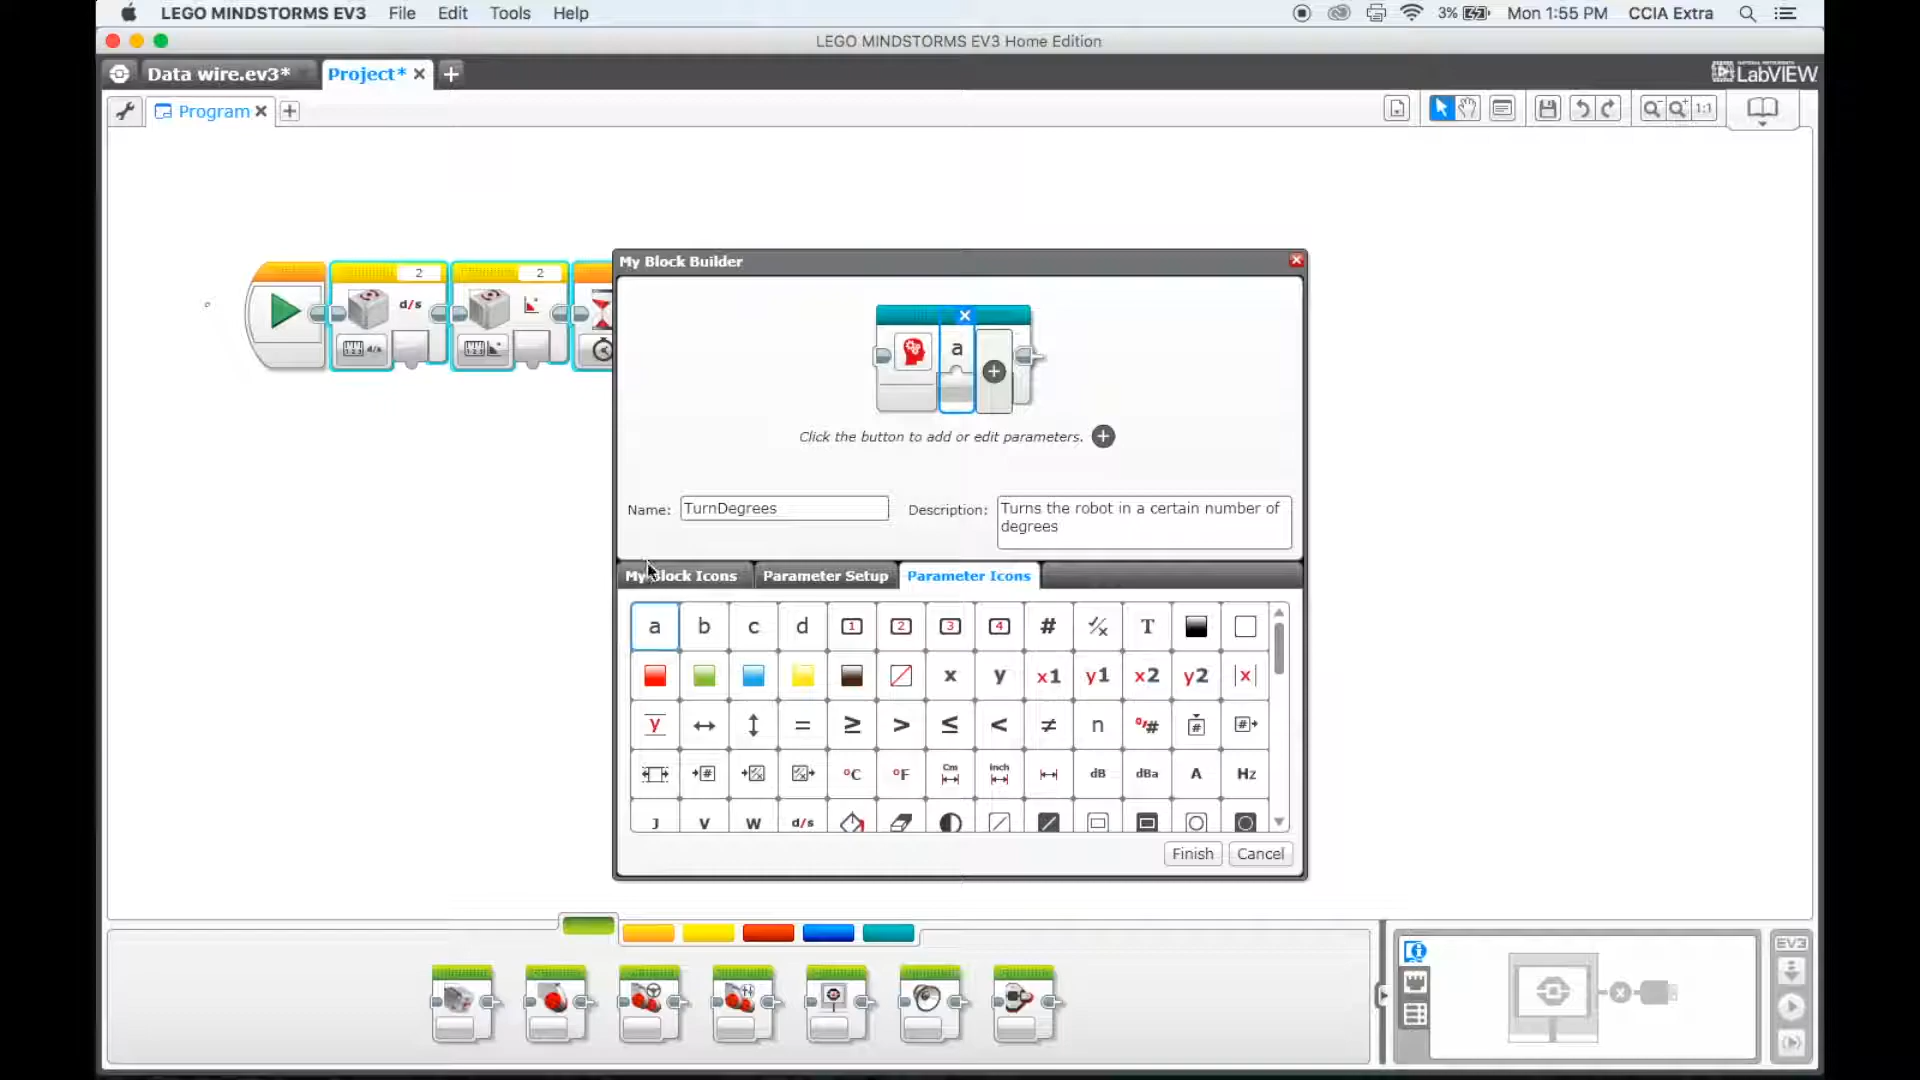 LEGO MINDSTORMS EV3 File Edit Tools Help 3% Mon 1:55 PM CCIA Extra
LEGO MINDSTORMS EV3 Home Edition
Data wire.ev3* Project* LabVIEW
Program 1:1
2 2
d/s
My Block Builder
a
Click the button to add or edit parameters.
Name: TurnDegrees Description: Turns the robot in a certain number of
degrees
My Block Icons Parameter Setup Parameter Icons
a b c d 1 2 3 4 # T
x y x1 y1 x2 y2 |x|
y = ≥ > ≤ < ≠ n # #
# °C °F Cm inch dB dBa A Hz
J V W d/s
Finish Cancel
EV3